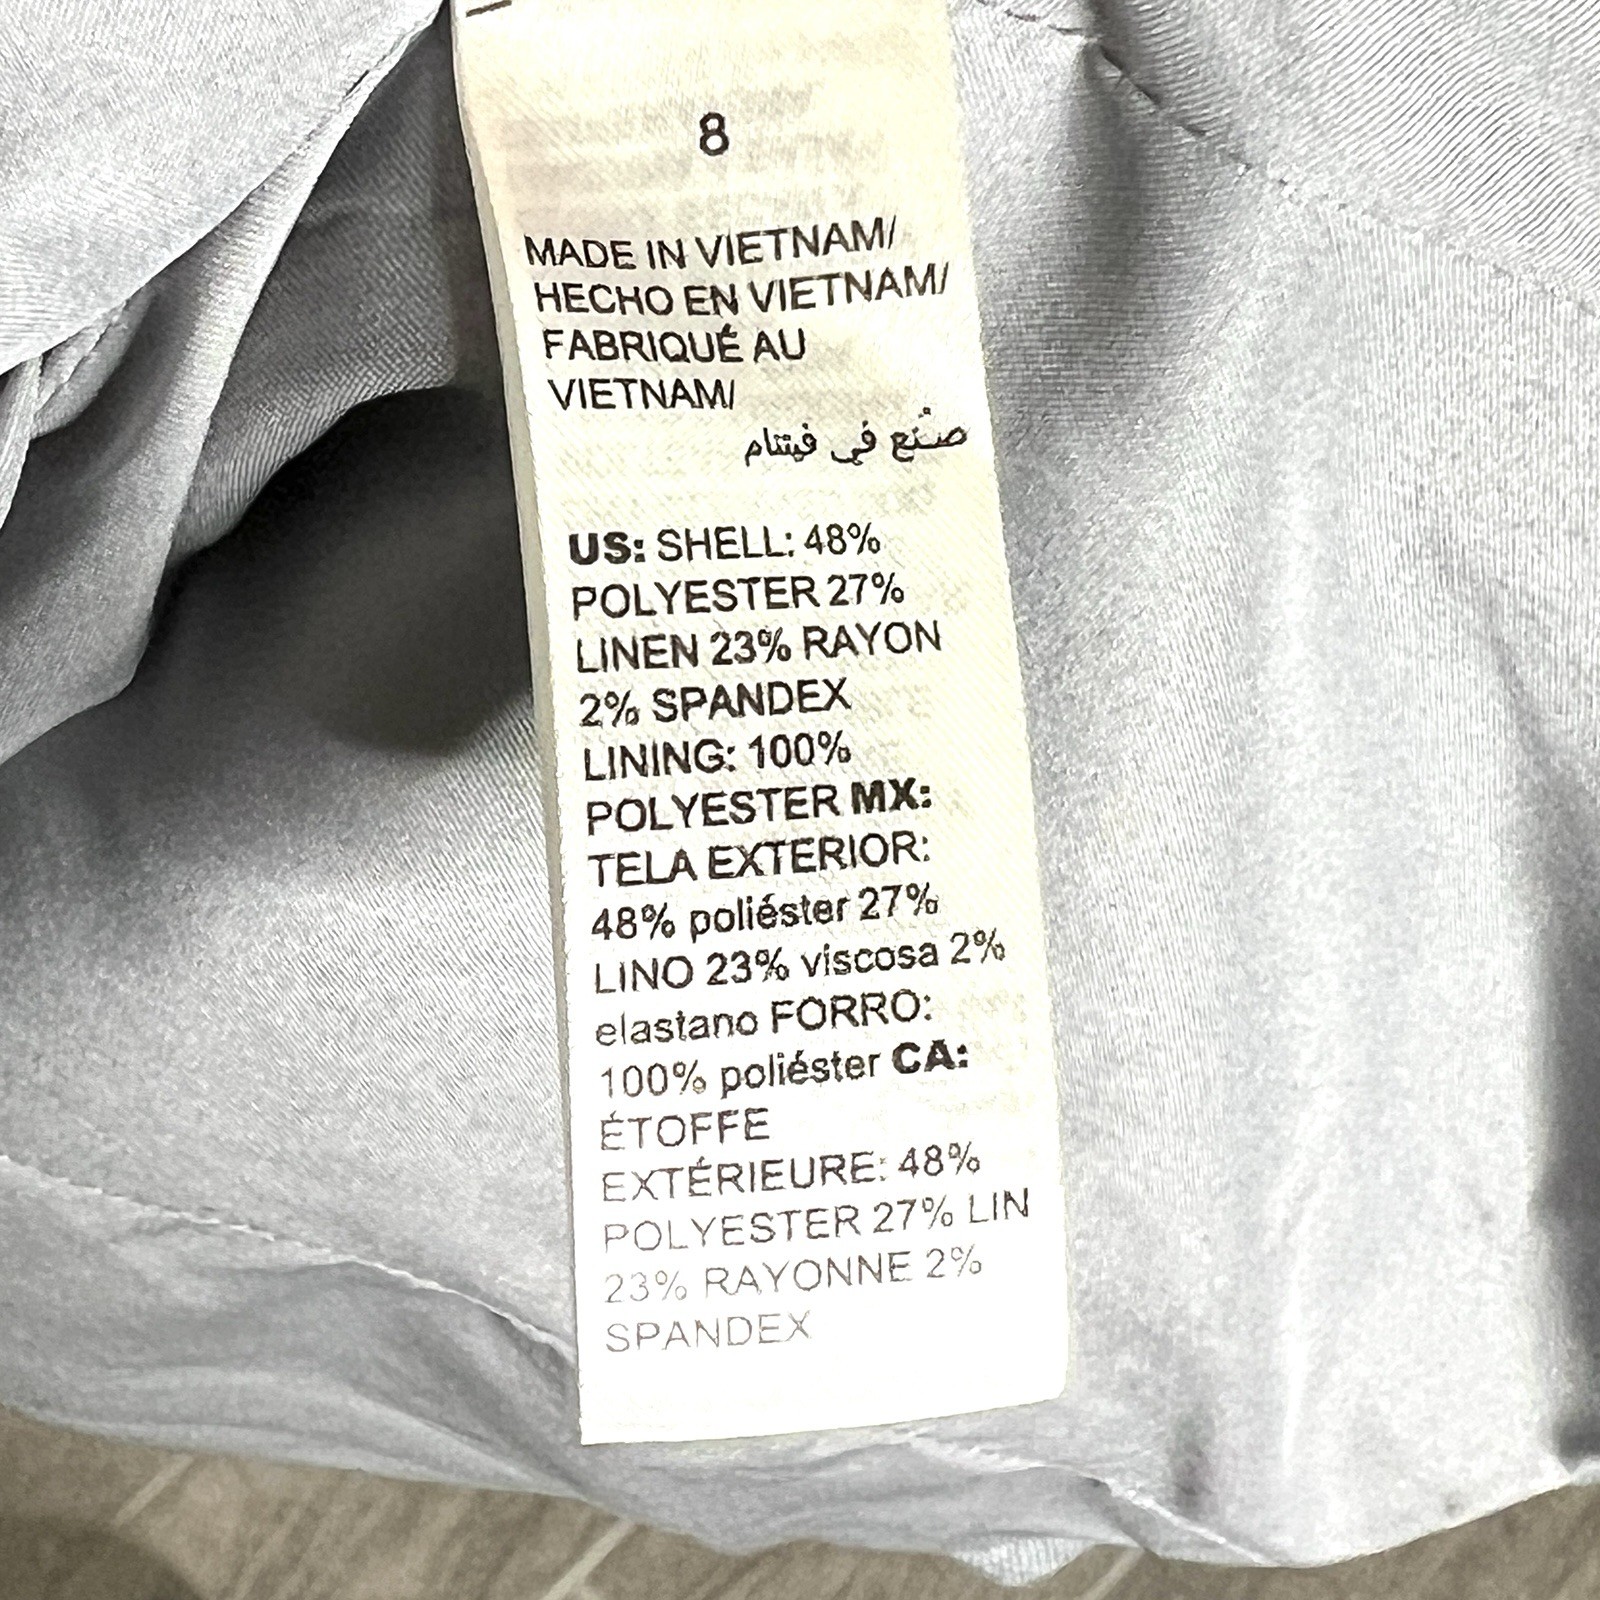 8
MADE IN VIETNAM/
HECHO EN VIETNAM/
FABRIQUÉ AU
VIETNAM/
صُنع في فيتنام
US: SHELL: 48%
POLYESTER 27%
LINEN 23% RAYON
2% SPANDEX
LINING: 100%
POLYESTER MX:
TELA EXTERIOR:
48% poliéster 27%
LINO 23% viscosa 2%
elastano FORRO:
100% poliéster CA:
ÉTOFFE
EXTÉRIEURE: 48%
POLYESTER 27% LIN
23% RAYONNE 2%
SPANDEX